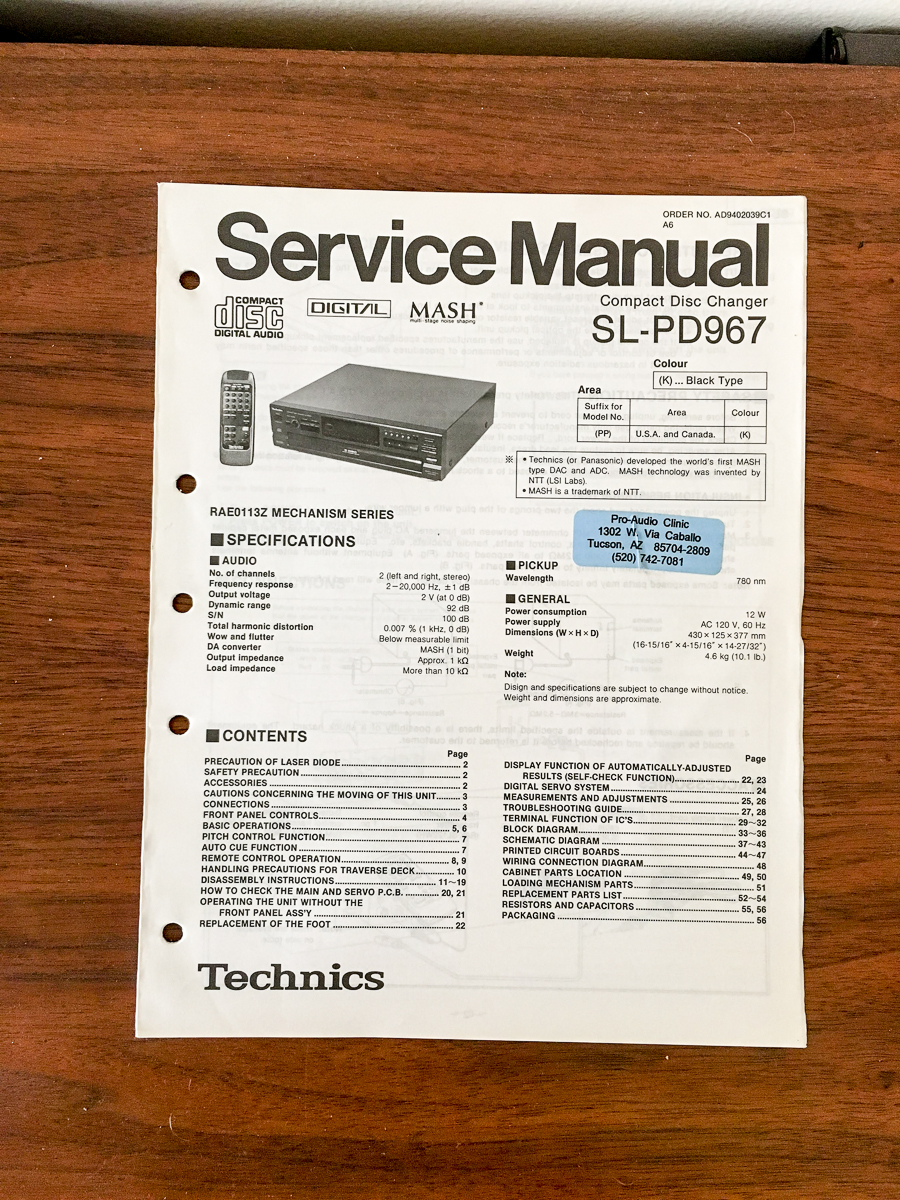 ORDER NO. AD9402039C1
A6
Service Manual
COMPACT
disc
DIGITAL AUDIO
DIGITAL
MASH*
multi-stage noise shaping
Compact Disc Changer
SL-PD967
Colour
(K) ... Black Type
Area
Suffix for Model No. Area Colour
(PP) U.S.A. and Canada. (K)
※ • Technics (or Panasonic) developed the world's first MASH
type DAC and ADC. MASH technology was invented by
NTT (LSI Labs).
• MASH is a trademark of NTT.
Pro-Audio Clinic
1302 W. Via Caballo
Tucson, AZ 85704-2809
(520) 742-7081
RAE0113Z MECHANISM SERIES
■ SPECIFICATIONS
■ AUDIO
No. of channels 2 (left and right, stereo)
Frequency response 2–20,000 Hz, ±1 dB
Output voltage 2 V (at 0 dB)
Dynamic range 92 dB
S/N 100 dB
Total harmonic distortion 0.007 % (1 kHz, 0 dB)
Wow and flutter Below measurable limit
DA converter MASH (1 bit)
Output impedance Approx. 1 kΩ
Load impedance More than 10 kΩ
■ PICKUP
Wavelength 780 nm
■ GENERAL
Power consumption 12 W
Power supply AC 120 V, 60 Hz
Dimensions (W×H×D) 430×125×377 mm
(16-15/16"×4-15/16"×14-27/32")
Weight 4.6 kg (10.1 lb.)
Note:
Disign and specifications are subject to change without notice.
Weight and dimensions are approximate.
■ CONTENTS
Page
PRECAUTION OF LASER DIODE 2
SAFETY PRECAUTION 2
ACCESSORIES 2
CAUTIONS CONCERNING THE MOVING OF THIS UNIT 3
CONNECTIONS 3
FRONT PANEL CONTROLS 4
BASIC OPERATIONS 5, 6
PITCH CONTROL FUNCTION 7
AUTO CUE FUNCTION 7
REMOTE CONTROL OPERATION 8, 9
HANDLING PRECAUTIONS FOR TRAVERSE DECK 10
DISASSEMBLY INSTRUCTIONS 11~19
HOW TO CHECK THE MAIN AND SERVO P.C.B. 20, 21
OPERATING THE UNIT WITHOUT THE
FRONT PANEL ASS'Y 21
REPLACEMENT OF THE FOOT 22
Page
DISPLAY FUNCTION OF AUTOMATICALLY-ADJUSTED
RESULTS (SELF-CHECK FUNCTION) 22, 23
DIGITAL SERVO SYSTEM 24
MEASUREMENTS AND ADJUSTMENTS 25, 26
TROUBLESHOOTING GUIDE 27, 28
TERMINAL FUNCTION OF IC'S 29~32
BLOCK DIAGRAM 33~36
SCHEMATIC DIAGRAM 37~43
PRINTED CIRCUIT BOARDS 44~47
WIRING CONNECTION DIAGRAM 48
CABINET PARTS LOCATION 49, 50
LOADING MECHANISM PARTS 51
REPLACEMENT PARTS LIST 52~54
RESISTORS AND CAPACITORS 55, 56
PACKAGING 56
Technics